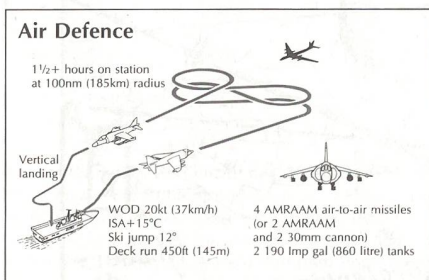 Air Defence
1½+ hours on station
at 100nm (185km) radius
Vertical
landing
WOD 20kt (37km/h)
ISA+15°C
Ski jump 12°
Deck run 450ft (145m)
4 AMRAAM air-to-air missiles
(or 2 AMRAAM
and 2 30mm cannon)
2 190 Imp gal (860 litre) tanks